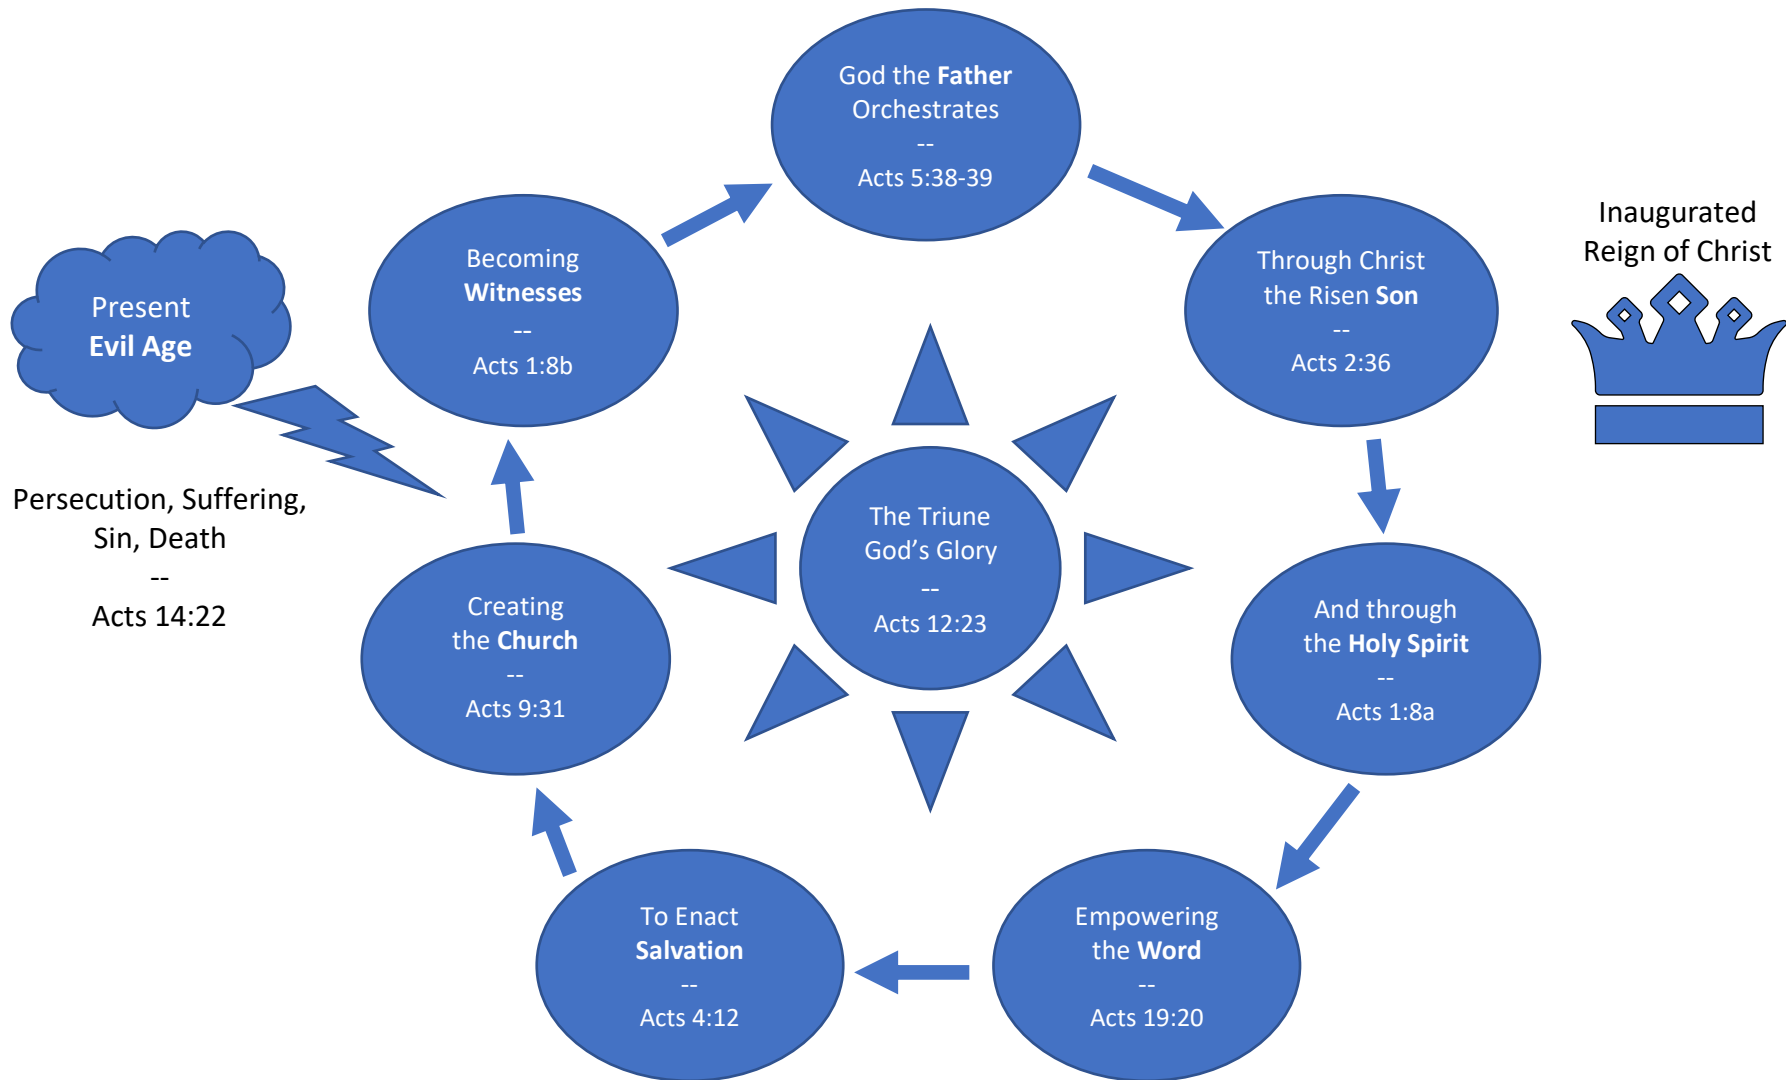 God the Father
Orchestrates
--
Acts 5:38-39
Through Christ
the Risen Son
--
Acts 2:36
And through
the Holy Spirit
--
Acts 1:8a
Empowering
the Word
--
Acts 19:20
To Enact
Salvation
--
Acts 4:12
Creating
the Church
--
Acts 9:31
Becoming
Witnesses
--
Acts 1:8b
The Triune
God’s Glory
--
Acts 12:23
Present
Evil Age
Persecution, Suffering,
Sin, Death
--
Acts 14:22
Inaugurated
Reign of Christ